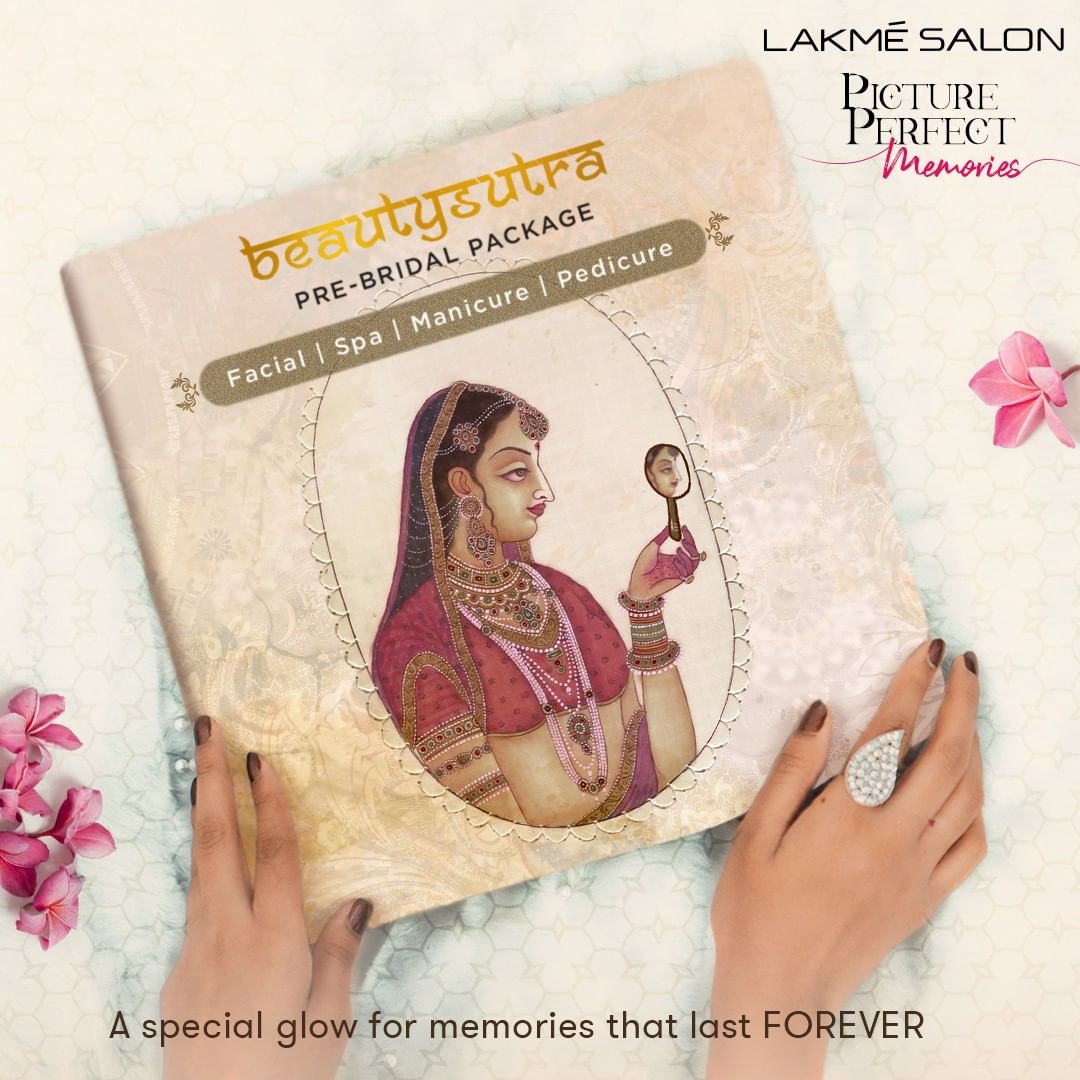 LAKMÉ SALON
PICTURE
PERFECT
Memories
beautysutra
PRE-BRIDAL PACKAGE
Facial | Spa | Manicure | Pedicure
A special glow for memories that last FOREVER